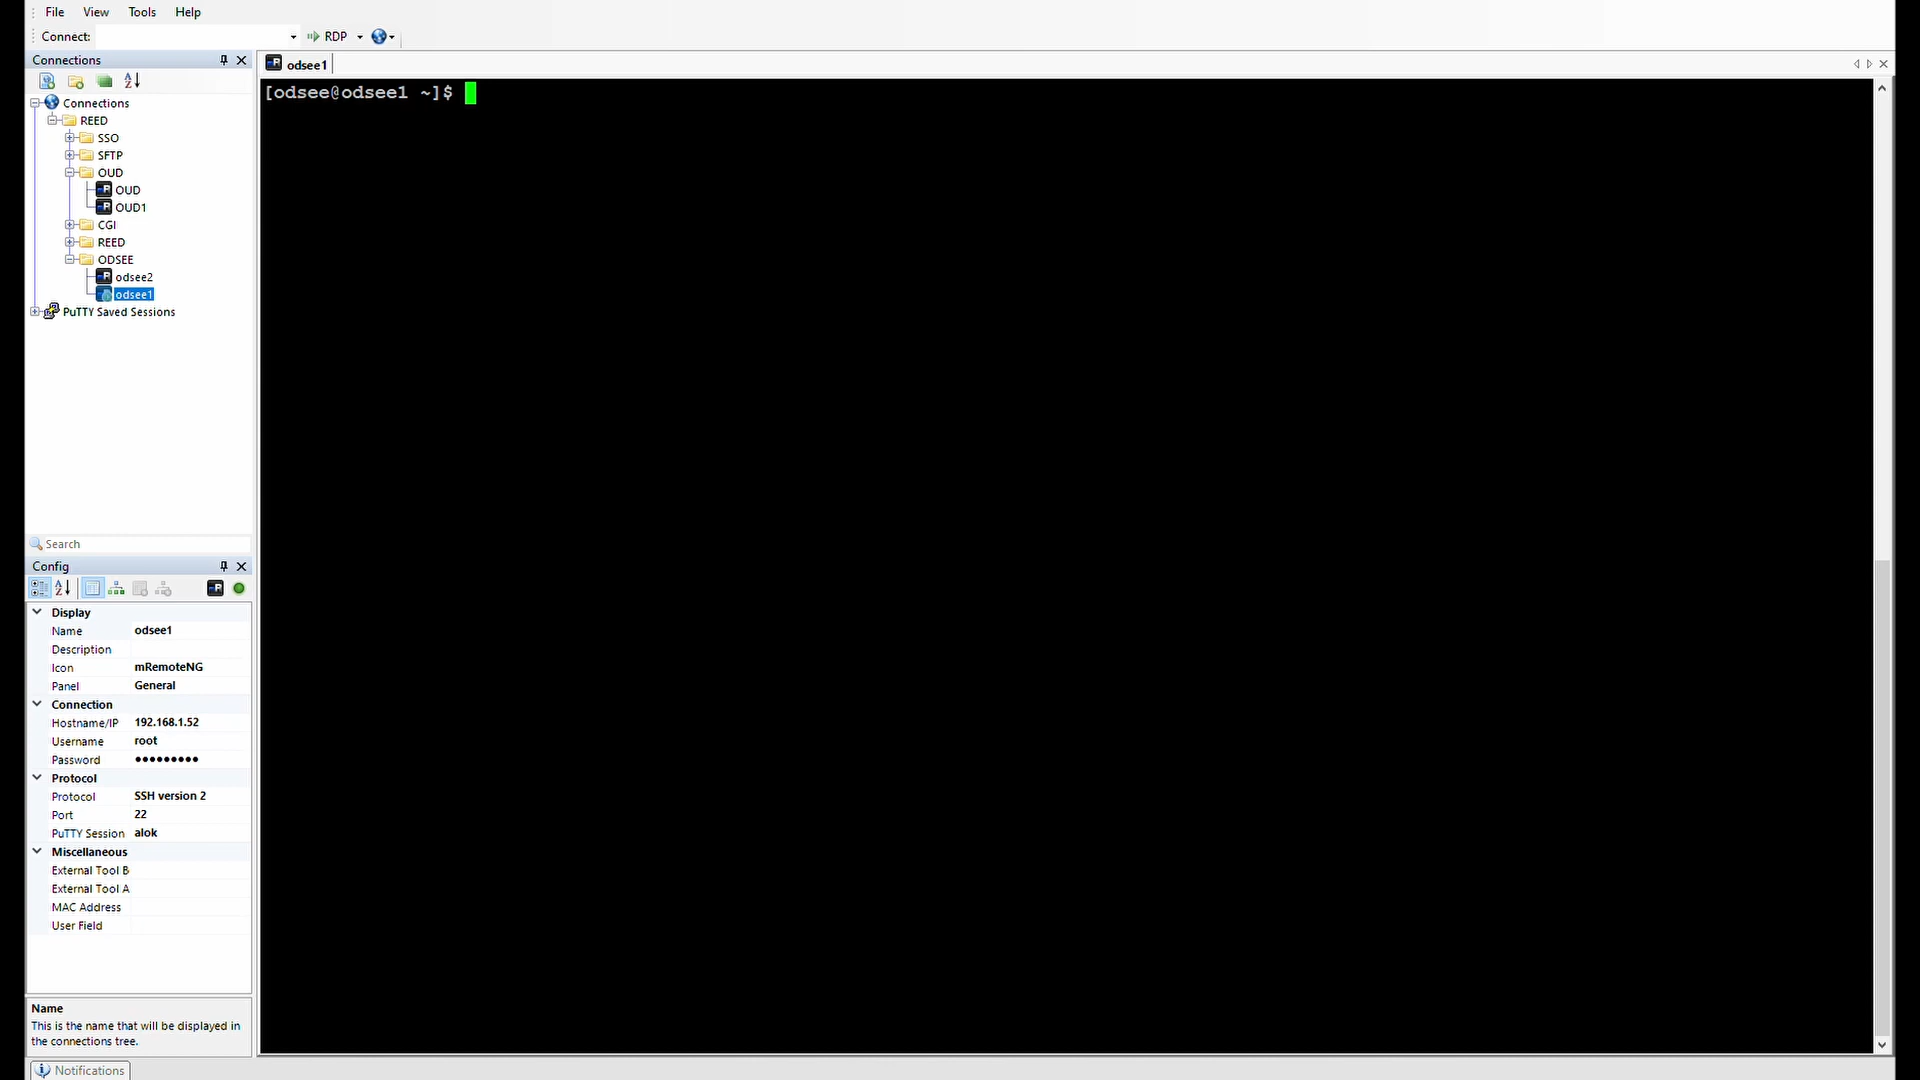 File View Tools Help
Connect: RDP
Connections
odsee1
[odsee@odsee1 ~]$
A Z
Connections
REED
SSO
SFTP
OUD
OUD
OUD1
CGI
REED
ODSEE
odsee2
odsee1
PuTTY Saved Sessions
Search
Config
A Z
Display
Name odsee1
Description
Icon mRemoteNG
Panel General
Connection
Hostname/IP 192.168.1.52
Username root
Password ●●●●●●●●●
Protocol
Protocol SSH version 2
Port 22
PuTTY Session alok
Miscellaneous
External Tool B
External Tool A
MAC Address
User Field
Name
This is the name that will be displayed in
the connections tree.
Notifications